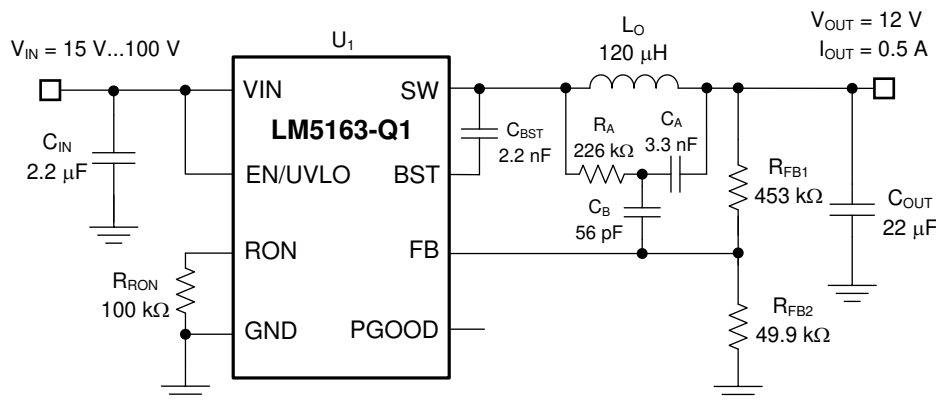 V_IN = 15 V...100 V
U_1
L_O
120 μH
V_OUT = 12 V
I_OUT = 0.5 A
VIN
SW
LM5163-Q1
C_IN
2.2 μF
EN/UVLO
BST
C_BST
2.2 nF
R_A
226 kΩ
C_A
3.3 nF
C_B
56 pF
R_FB1
453 kΩ
C_OUT
22 μF
RON
FB
R_RON
100 kΩ
GND
PGOOD
R_FB2
49.9 kΩ